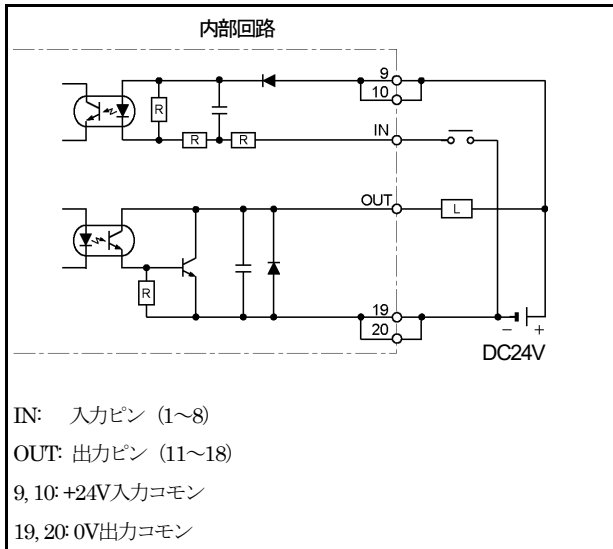 内部回路
9
10
R
IN
R
R
OUT
L
R
19
20
− +
DC24V
IN: 入力ピン (1～8)
OUT: 出力ピン (11～18)
9, 10: +24V入力コモン
19, 20: 0V出力コモン